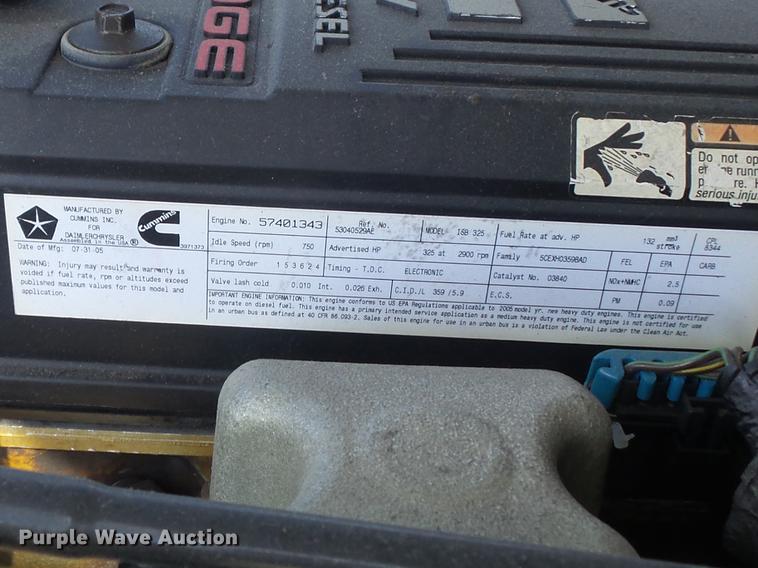 DODGE
DIESEL
MANUFACTURED BY
CUMMINS INC.
FOR
DAIMLERCHRYSLER
Assembled in the USA ®
Cummins
®
3971373
Date of Mfg: 07-31-05
WARNING: Injury may result and warranty is
voided if fuel rate, rpm or altitudes exceed
published maximum values for this model and
application.
Engine No. 57401343
Ref. No.
53040529AE
MODEL ISB 325
Fuel Rate at adv. HP 132 mm³
stroke
CPL
8344
Idle Speed (rpm) 750
Advertised HP 325 at 2900 rpm
Family 5CEXH0359BAD
FEL EPA CARB
Firing Order 1 5 3 6 2 4
Timing - T.D.C. ELECTRONIC
Catalyst No. 03840
NOx+NMHC 2.5
Valve lash cold 0.010 Int. 0.026 Exh.
C.I.D./L 359 /5.9
E.C.S.
PM 0.09
IMPORTANT ENGINE INFORMATION: This engine conforms to US EPA Regulations applicable to 2005 model yr. new heavy duty engines. This engine is certified
to operate on diesel fuel. This engine has a primary intended service application as a medium heavy duty engine. This engine is not certified for use
in an urban bus as defined at 40 CFR 86.093-2. Sales of this engine for use in an urban bus is a violation of Federal Law under the Clean Air Act.
Do not op
runn
re. H
serious inju
Purple Wave Auction